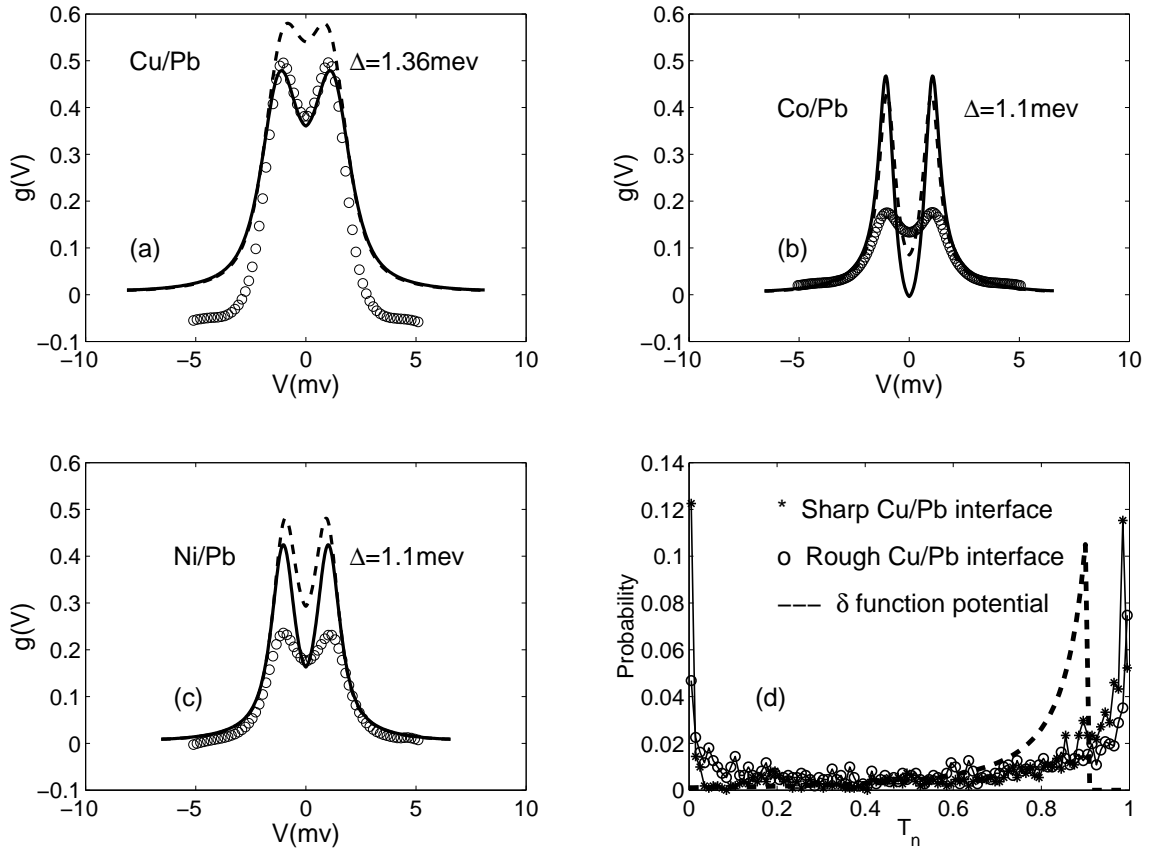 0.6
0.5
0.4
0.3
0.2
0.1
0
−0.1
g(V)
Cu/Pb
Δ=1.36mev
(a)
−10
−5
0
5
10
V(mv)
0.6
0.5
0.4
0.3
0.2
0.1
0
−0.1
g(V)
Co/Pb
Δ=1.1mev
(b)
−10
−5
0
5
10
V(mv)
0.6
0.5
0.4
0.3
0.2
0.1
0
−0.1
g(V)
Ni/Pb
Δ=1.1mev
(c)
−10
−5
0
5
10
V(mv)
0.14
0.12
0.1
0.08
0.06
0.04
0.02
0
Probability
* Sharp Cu/Pb interface
o Rough Cu/Pb interface
−−− δ function potential
(d)
0
0.2
0.4
0.6
0.8
1
T_n